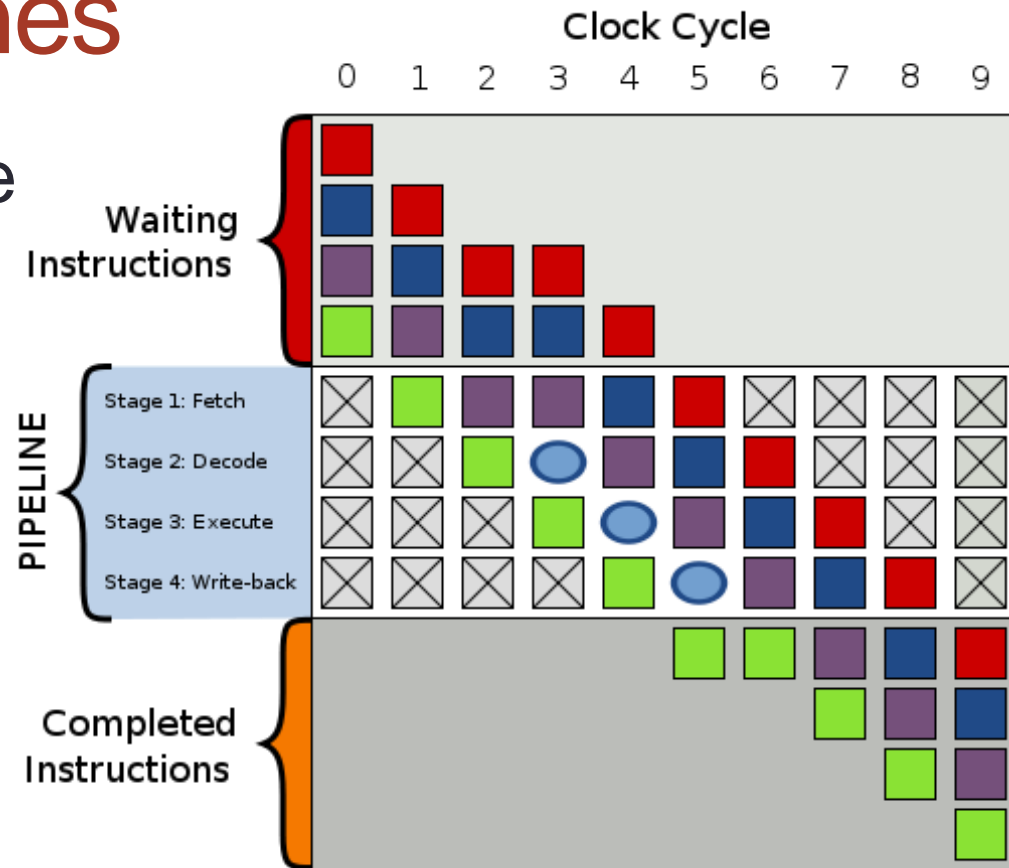 nes
e
Clock Cycle
0 1 2 3 4 5 6 7 8 9
Waiting
Instructions
PIPELINE
Stage 1: Fetch
Stage 2: Decode
Stage 3: Execute
Stage 4: Write-back
Completed
Instructions